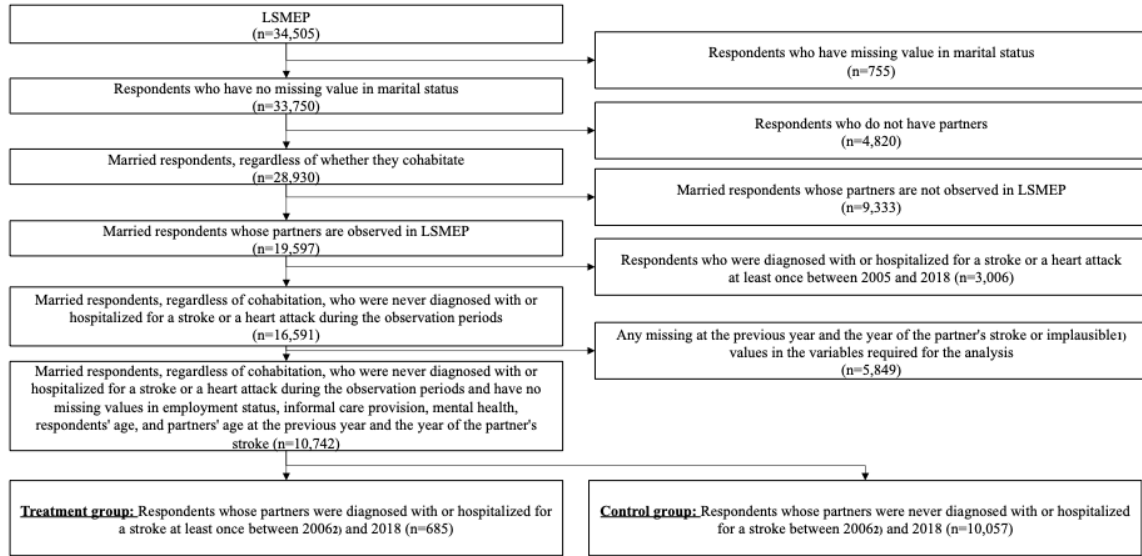 LSMEP
(n=34,505)
Respondents who have missing value in marital status
(n=755)
Respondents who have no missing value in marital status
(n=33,750)
Respondents who do not have partners
(n=4,820)
Married respondents, regardless of whether they cohabitate
(n=28,930)
Married respondents whose partners are not observed in LSMEP
(n=9,333)
Married respondents whose partners are observed in LSMEP
(n=19,597)
Respondents who were diagnosed with or hospitalized for a stroke or a heart attack
at least once between 2005 and 2018 (n=3,006)
Married respondents, regardless of cohabitation, who were never diagnosed with or
hospitalized for a stroke or a heart attack during the observation periods
(n=16,591)
Any missing at the previous year and the year of the partner's stroke or implausible1)
values in the variables required for the analysis
(n=5,849)
Married respondents, regardless of cohabitation, who were never diagnosed with or
hospitalized for a stroke or a heart attack during the observation periods and have no
missing values in employment status, informal care provision, mental health,
respondents' age, and partners' age at the previous year and the year of the partner's
stroke (n=10,742)
Treatment group: Respondents whose partners were diagnosed with or hospitalized for
a stroke at least once between 20062) and 2018 (n=685)
Control group: Respondents whose partners were never diagnosed with or hospitalized
for a stroke between 20062) and 2018 (n=10,057)